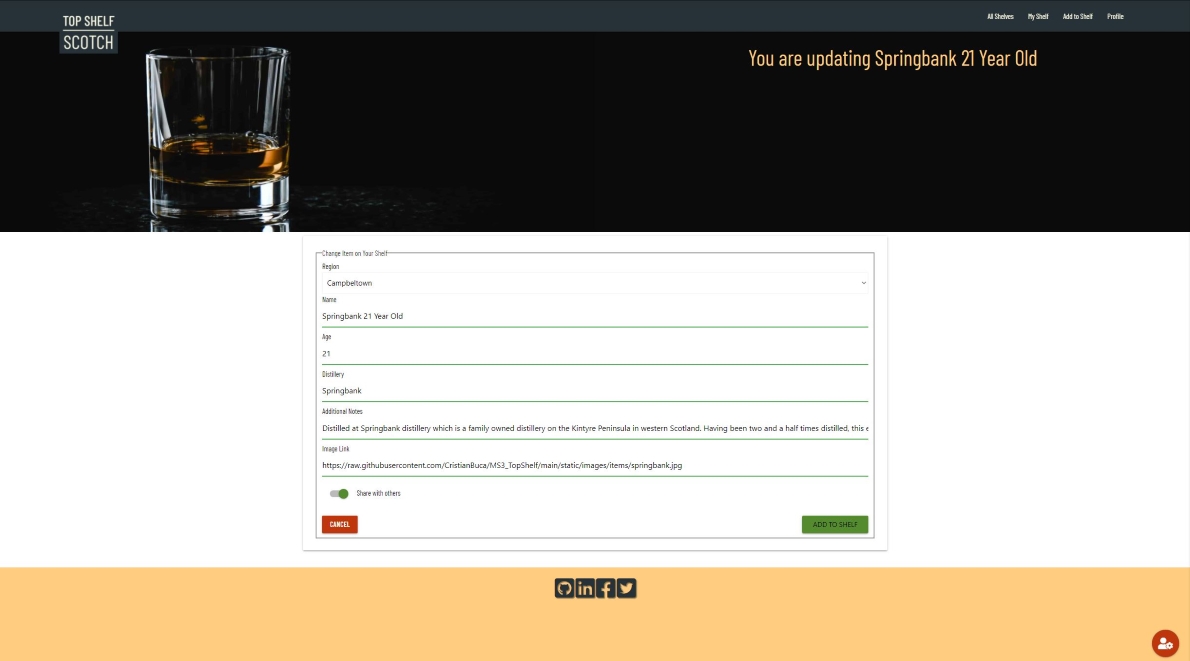 TOP SHELF
SCOTCH
All Shelves My Shelf Add to Shelf Profile
You are updating Springbank 21 Year Old
Change Item on Your Shelf
Region
Campbeltown
Name
Springbank 21 Year Old
Age
21
Distillery
Springbank
Additional Notes
Distilled at Springbank distillery which is a family owned distillery on the Kintyre Peninsula in western Scotland. Having been two and a half times distilled, this e
Image Link
https://raw.githubusercontent.com/CristianBuca/MS3_TopShelf/main/static/images/items/springbank.jpg
Share with others
CANCEL ADD TO SHELF